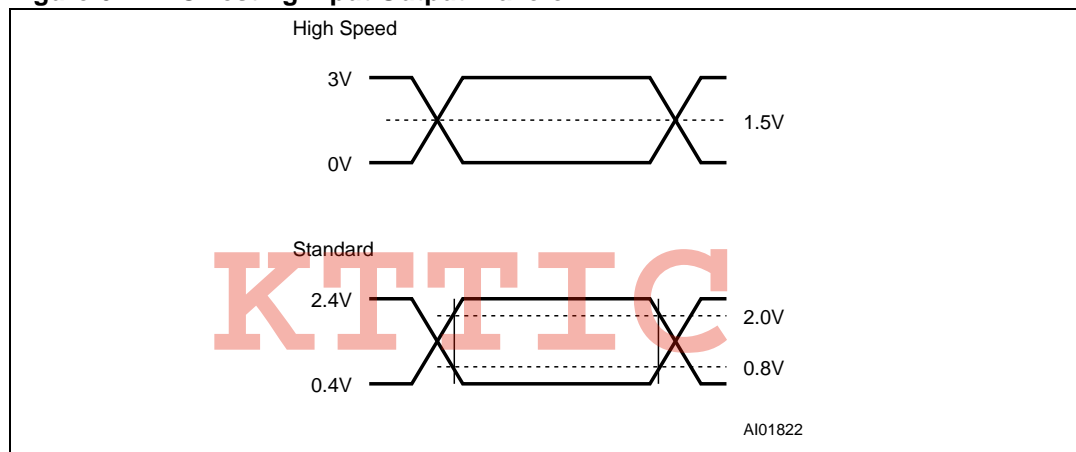 High Speed
3V
1.5V
0V
Standard
KTTIC
2.4V
2.0V
0.8V
0.4V
AI01822